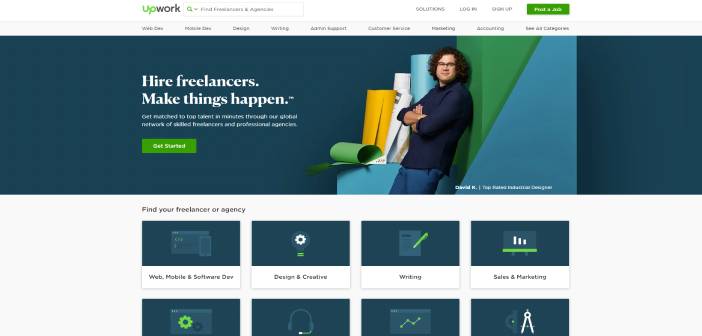 upwork
Find Freelancers & Agencies
SOLUTIONS
LOG IN
SIGN UP
Post a Job
Web Dev
Mobile Dev
Design
Writing
Admin Support
Customer Service
Marketing
Accounting
See All Categories
Hire freelancers.
Make things happen.™
Get matched to top talent in minutes through our global
network of skilled freelancers and professional agencies.
Get Started
David K. | Top Rated Industrial Designer
Find your freelancer or agency
Web, Mobile & Software Dev
Design & Creative
Writing
Sales & Marketing